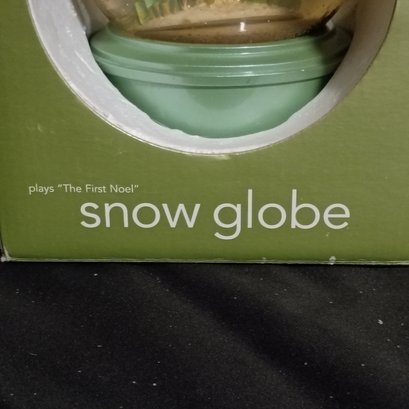 plays "The First Noel"
snow globe